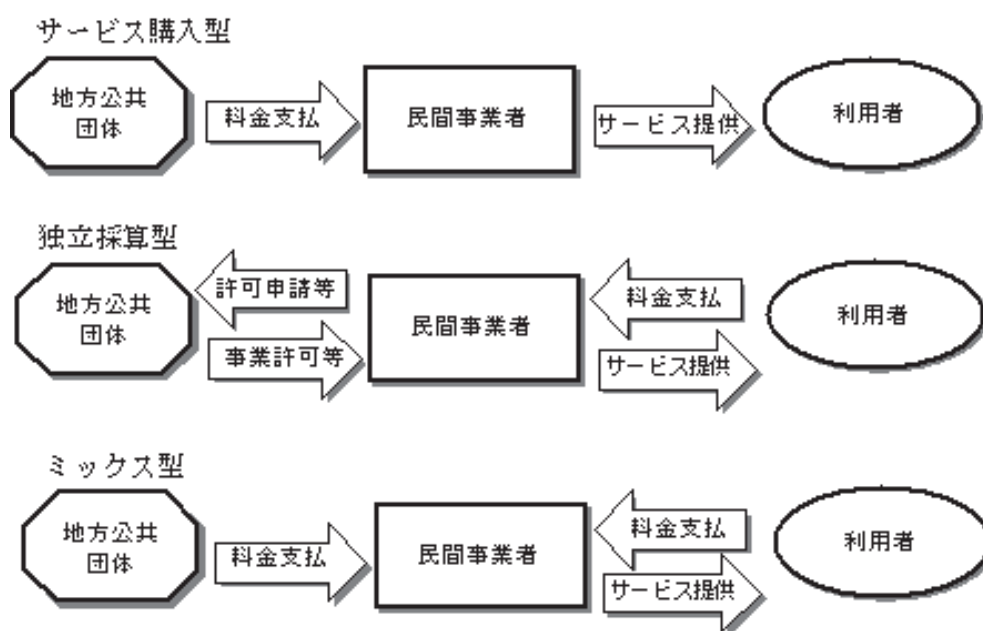 サービス購入型
地方公共
団体
料金支払
民間事業者
サービス提供
利用者
独立採算型
地方公共
団体
許可申請等
事業許可等
民間事業者
料金支払
サービス提供
利用者
ミックス型
地方公共
団体
料金支払
民間事業者
料金支払
サービス提供
利用者